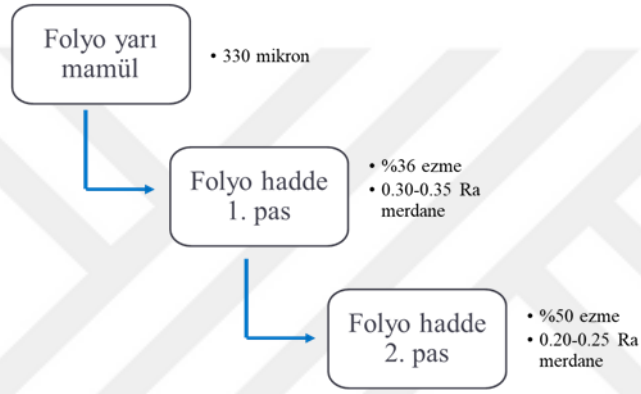 Folyo yarı
mamül
• 330 mikron
Folyo hadde
1. pas
• %36 ezme
• 0.30-0.35 Ra
merdane
Folyo hadde
2. pas
• %50 ezme
• 0.20-0.25 Ra
merdane